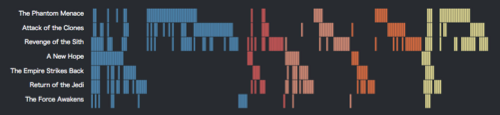 The Phantom Menace
Attack of the Clones
Revenge of the Sith
A New Hope
The Empire Strikes Back
Return of the Jedi
The Force Awakens